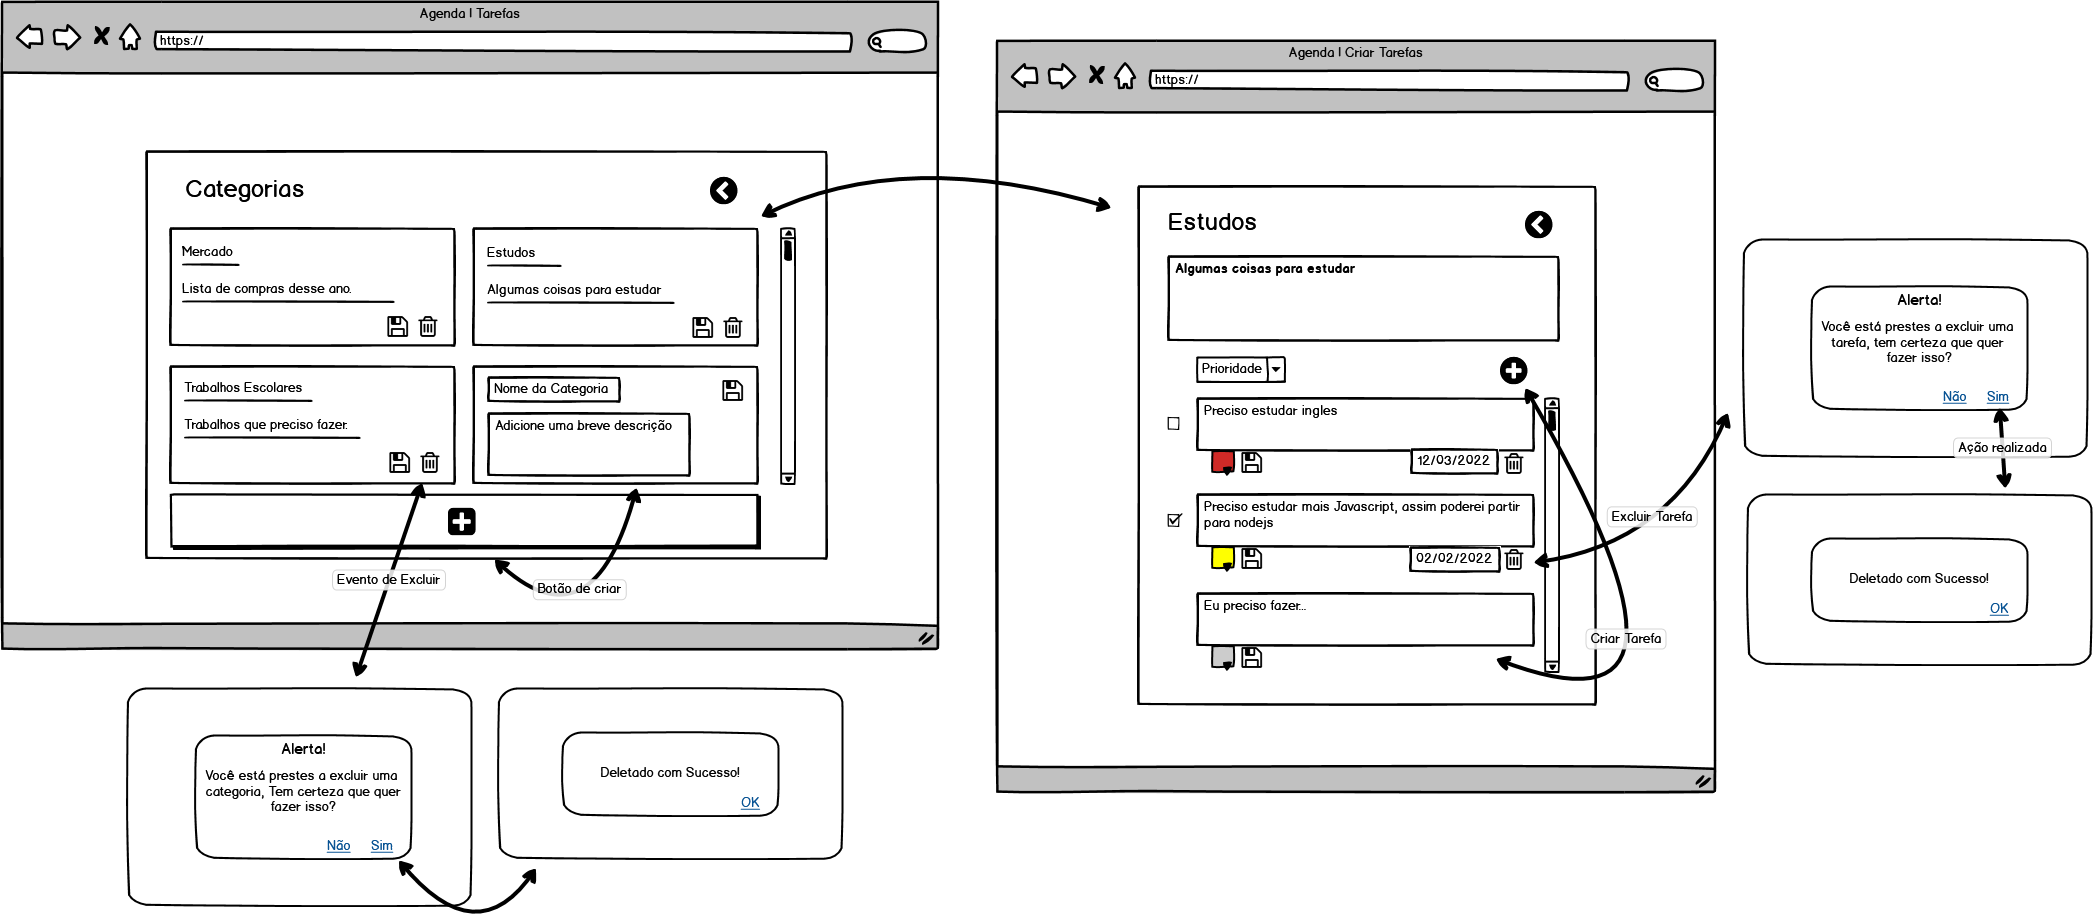 Agenda | Tarefas
https://
Categorias
Mercado
Lista de compras desse ano.
Estudos
Algumas coisas para estudar
Trabalhos Escolares
Trabalhos que preciso fazer.
Nome da Categoria
Adicione uma breve descrição
Evento de Excluir
Botão de criar
Alerta!
Você está prestes a excluir uma
categoria, Tem certeza que quer
fazer isso?
Não
Sim
Deletado com Sucesso!
OK
Agenda | Criar Tarefas
https://
Estudos
Algumas coisas para estudar
Prioridade
Preciso estudar ingles
12/03/2022
Preciso estudar mais Javascript, assim poderei partir
para nodejs
02/02/2022
Eu preciso fazer...
Excluir Tarefa
Criar Tarefa
Alerta!
Você está prestes a excluir uma
tarefa, tem certeza que quer
fazer isso?
Não
Sim
Ação realizada
Deletado com Sucesso!
OK